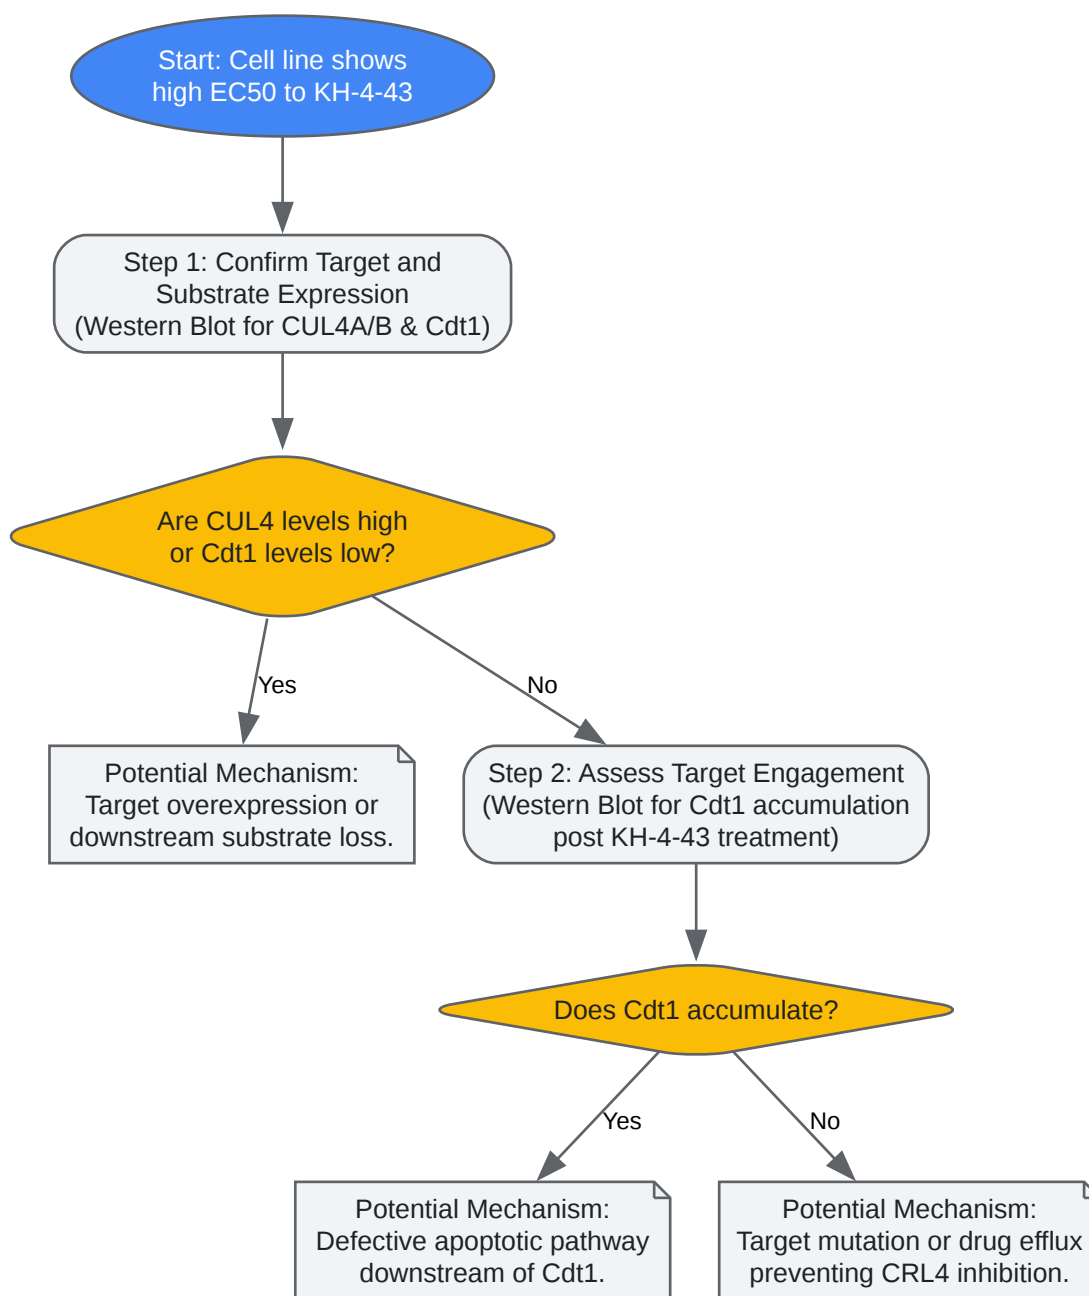 Start: Cell line shows
high EC50 to KH-4-43
Step 1: Confirm Target and
Substrate Expression
(Western Blot for CUL4A/B & Cdt1)
Are CUL4 levels high
or Cdt1 levels low?
Yes
No
Potential Mechanism:
Target overexpression or
downstream substrate loss.
Step 2: Assess Target Engagement
(Western Blot for Cdt1 accumulation
post KH-4-43 treatment)
Does Cdt1 accumulate?
Yes
No
Potential Mechanism:
Defective apoptotic pathway
downstream of Cdt1.
Potential Mechanism:
Target mutation or drug efflux
preventing CRL4 inhibition.